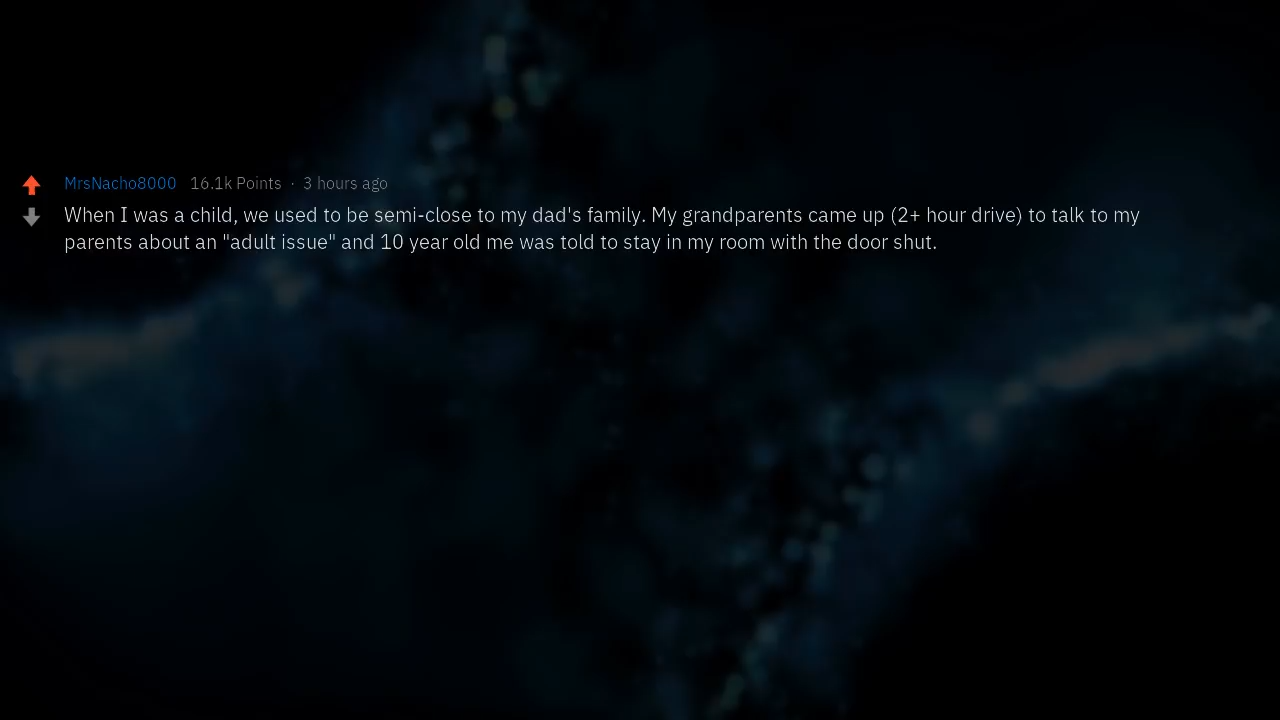 MrsNacho8000 16.1k Points · 3 hours ago
When I was a child, we used to be semi-close to my dad's family. My grandparents came up (2+ hour drive) to talk to my
parents about an "adult issue" and 10 year old me was told to stay in my room with the door shut.